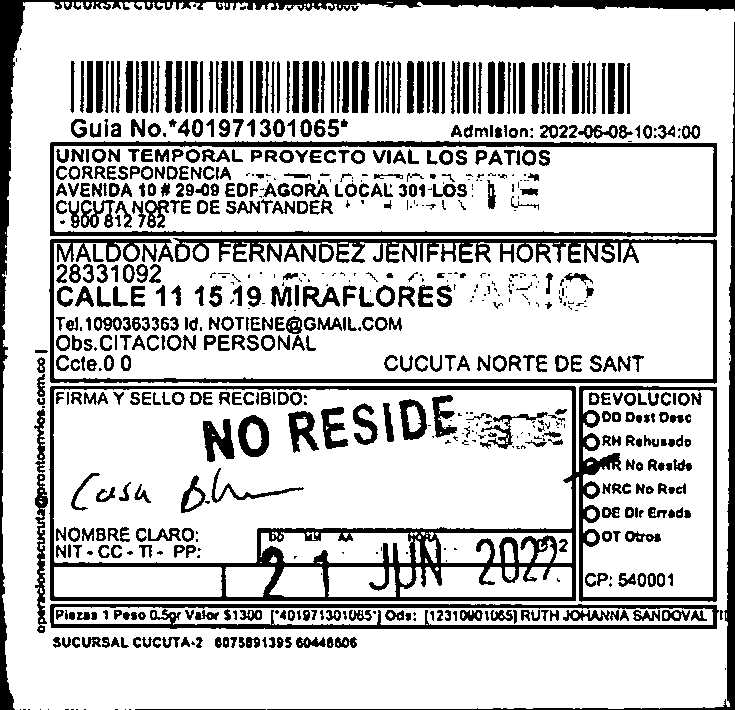 SUCURSAL CUCUTA-2
Guia No.*401971301065*
Admision: 2022-06-08-10:34:00
UNION TEMPORAL PROYECTO VIAL LOS PATIOS
CORRESPONDENCIA
AVENIDA 10 # 29-09 EDF AGORA LOCAL 301 LOS
CUCUTA NORTE DE SANTANDER
- 900 812 782
MALDONADO FERNANDEZ JENIFHER HORTENSIA
28331092
DESTINATARIO
CALLE 11 15 19 MIRAFLORES
Tel.1090363363 Id. NOTIENE@GMAIL.COM
Obs.CITACION PERSONAL
Ccte.0 0
CUCUTA NORTE DE SANT
operacionescucuta@prontoenvios.com.co |
FIRMA Y SELLO DE RECIBIDO:
NO RESIDE
Casa
NOMBRE CLARO:
NIT - CC - TI - PP:
DD MM AA HORA
21 JUN 2022
DEVOLUCION
DD Dest Desc
RH Rehusado
NR No Reside
NRC No Recl
DE Dir Errada
OT Otros
CP: 540001
Piezas 1 Peso 0.5gr Valor $1300 [*401971301065*] Ods: [12310901065] RUTH JOHANNA SANDOVAL
SUCURSAL CUCUTA-2 6075891395 60446606